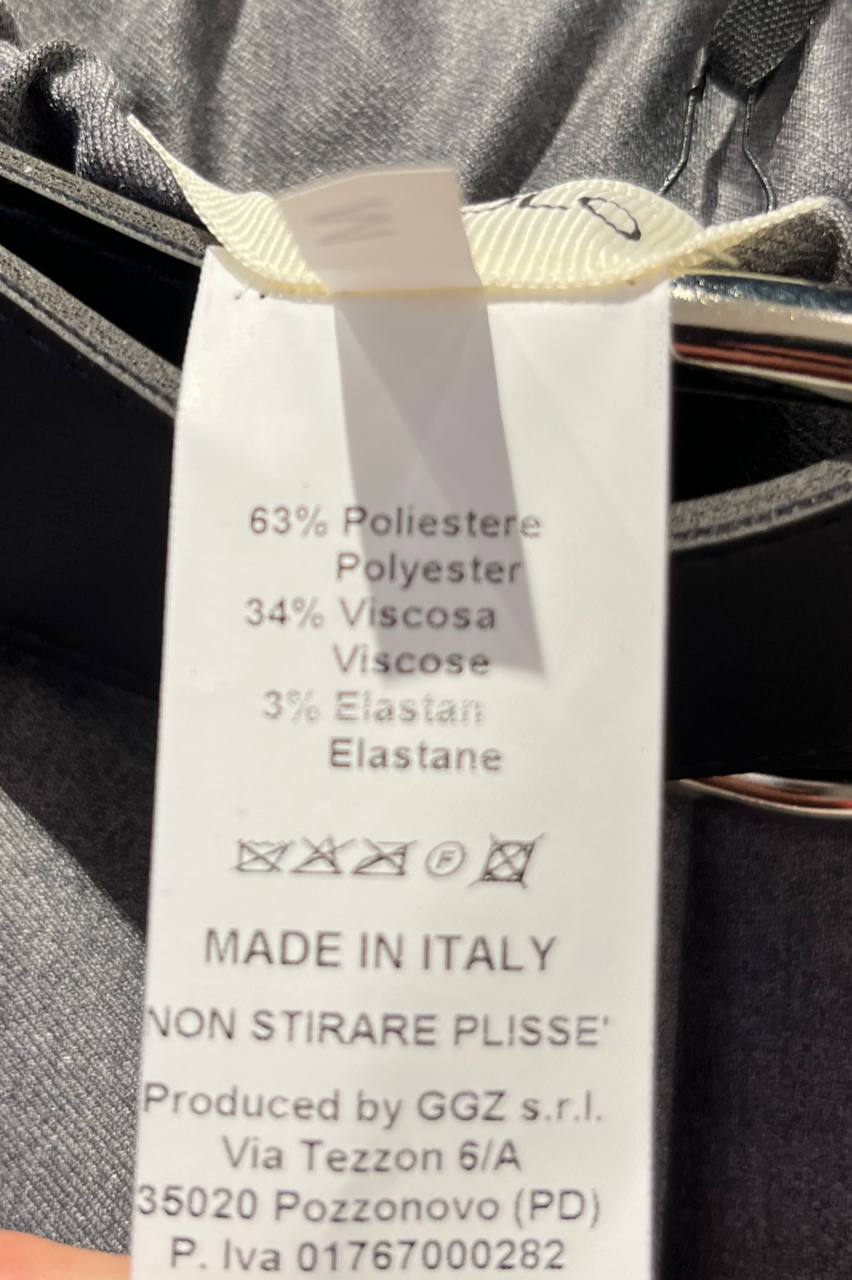 M
63% Poliestere
Polyester
34% Viscosa
Viscose
3% Elastan
Elastane
F
MADE IN ITALY
NON STIRARE PLISSE'
Produced by GGZ s.r.l.
Via Tezzon 6/A
35020 Pozzonovo (PD)
P. Iva 01767000282